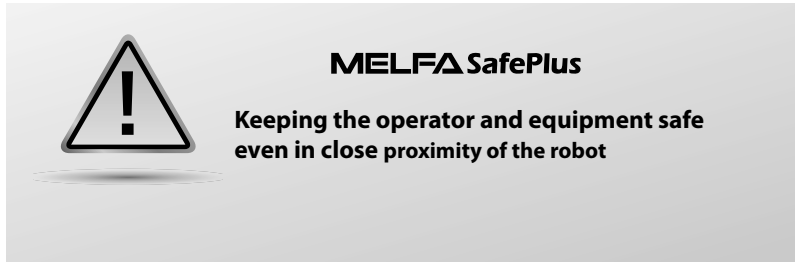 MELFA SafePlus
Keeping the operator and equipment safe
even in close proximity of the robot